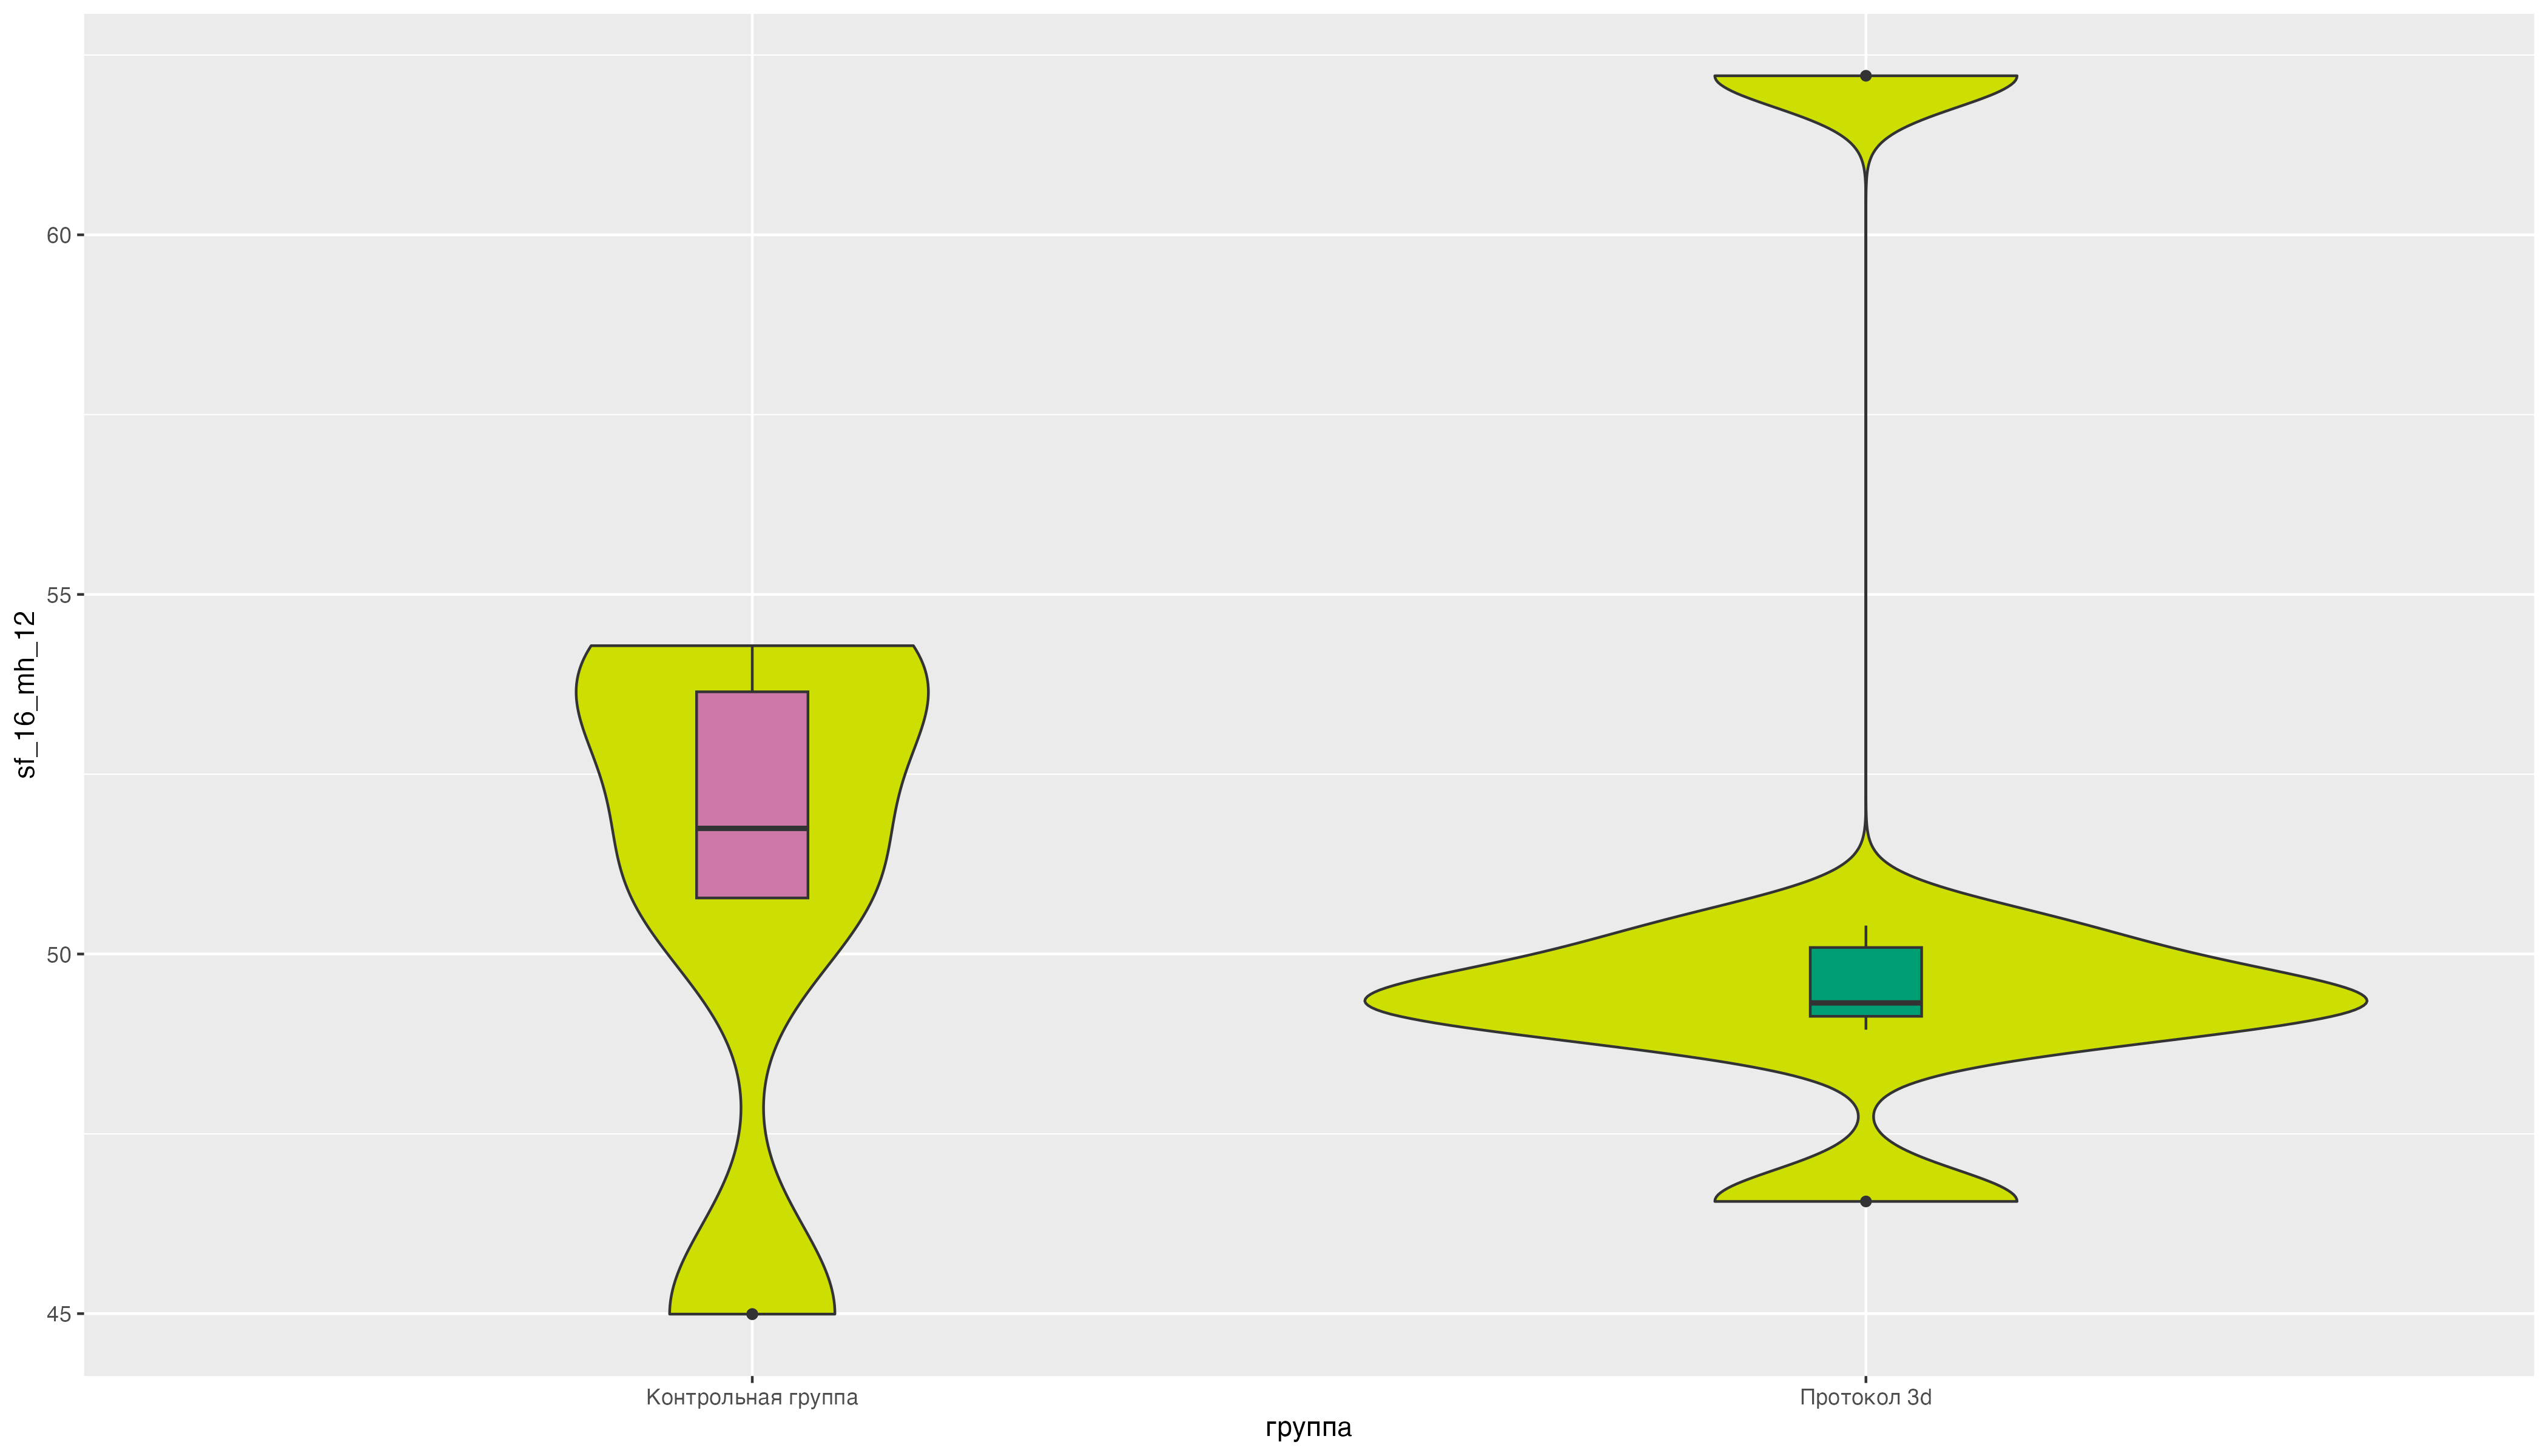 sf_16_mh_12
60
55
50
45
Контрольная группа
Протокол 3d
группа